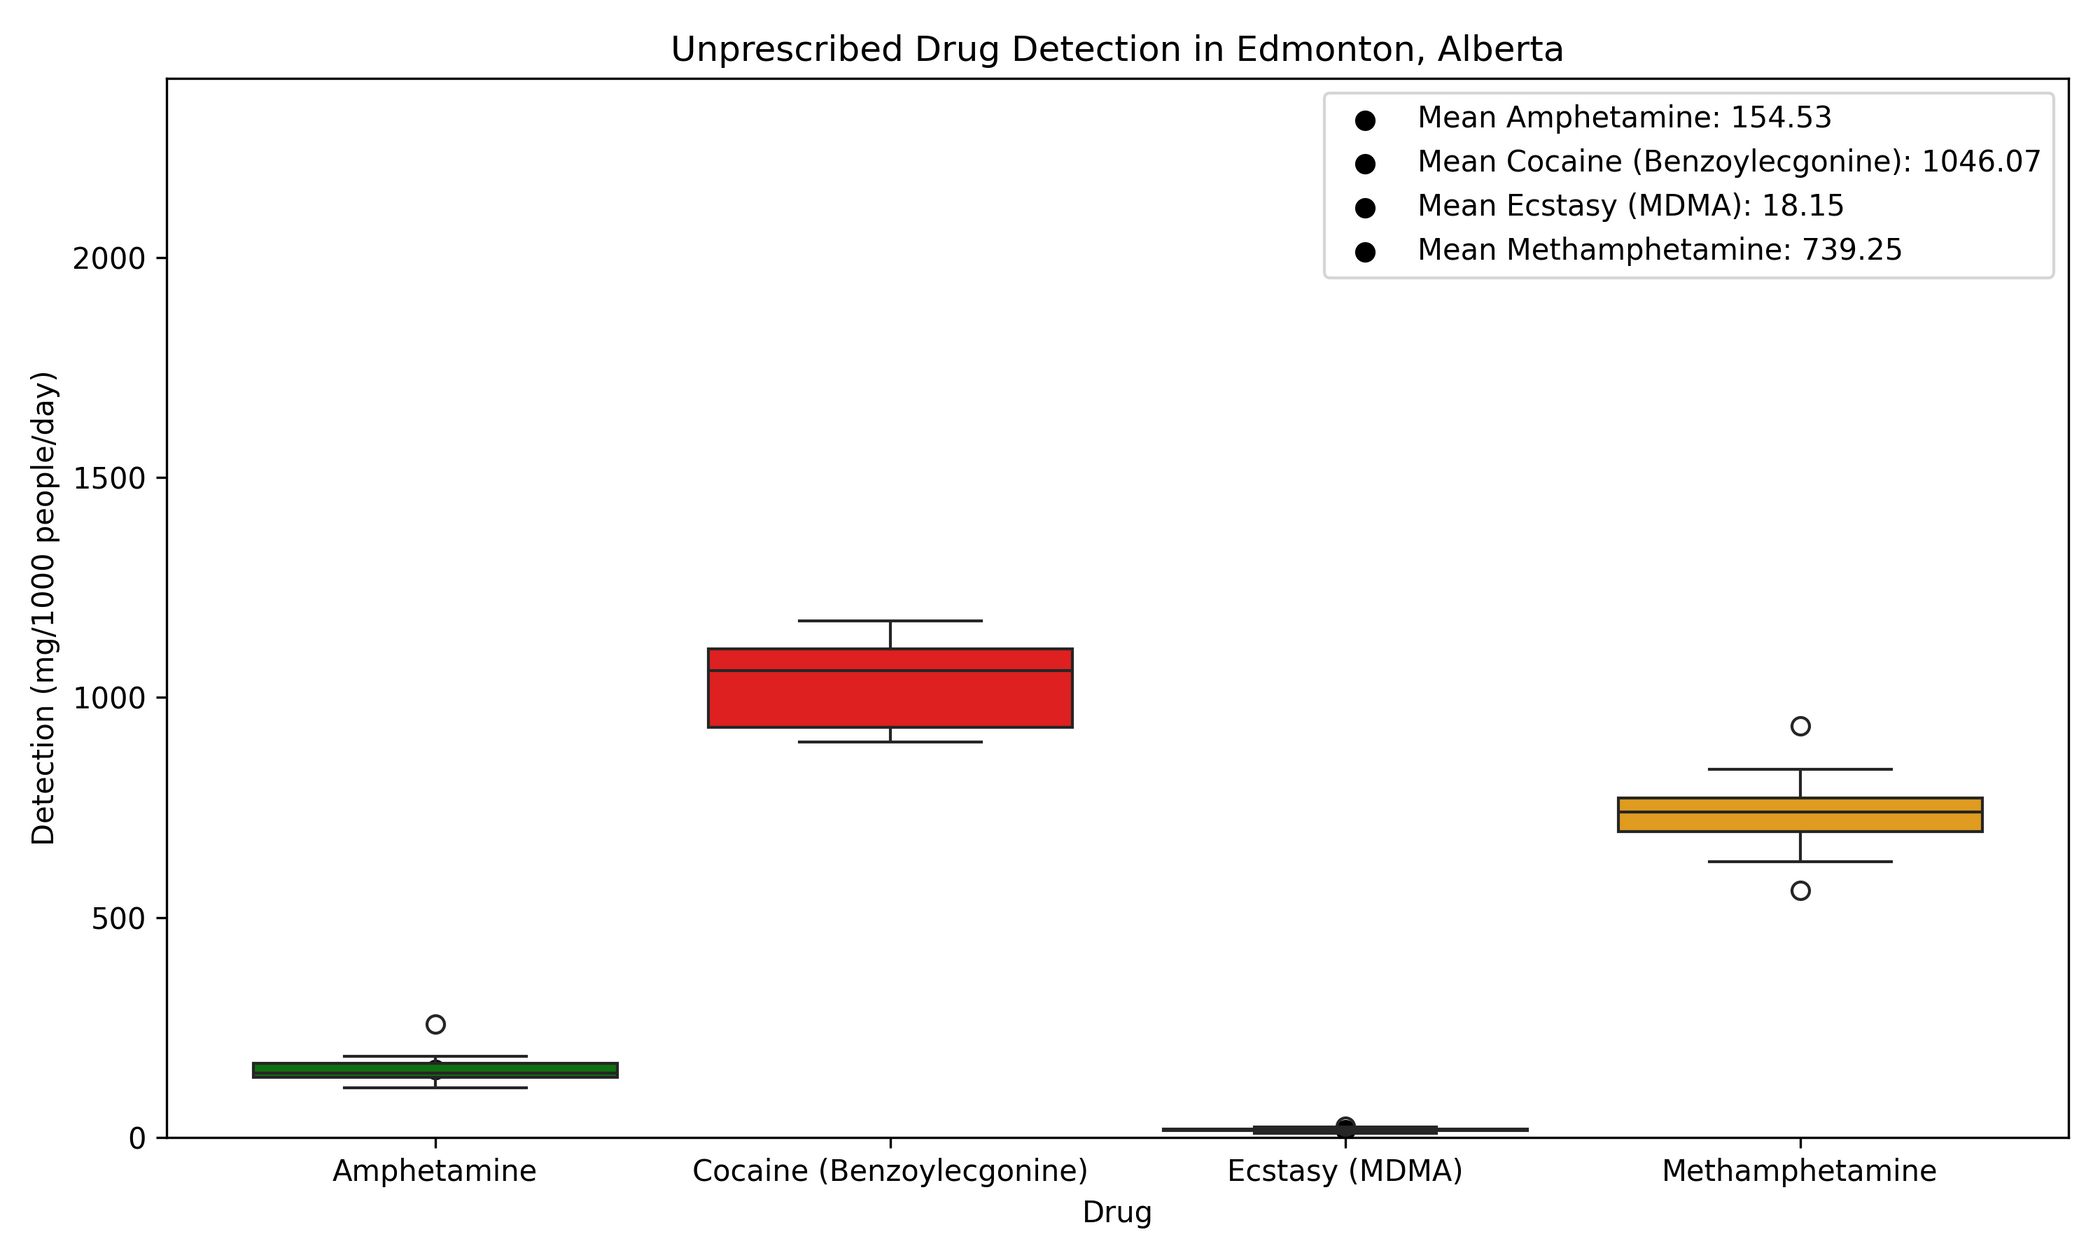 Unprescribed Drug Detection in Edmonton, Alberta
Mean Amphetamine: 154.53
Mean Cocaine (Benzoylecgonine): 1046.07
Mean Ecstasy (MDMA): 18.15
Mean Methamphetamine: 739.25
Detection (mg/1000 people/day)
2000
1500
1000
500
0
Amphetamine
Cocaine (Benzoylecgonine)
Ecstasy (MDMA)
Methamphetamine
Drug